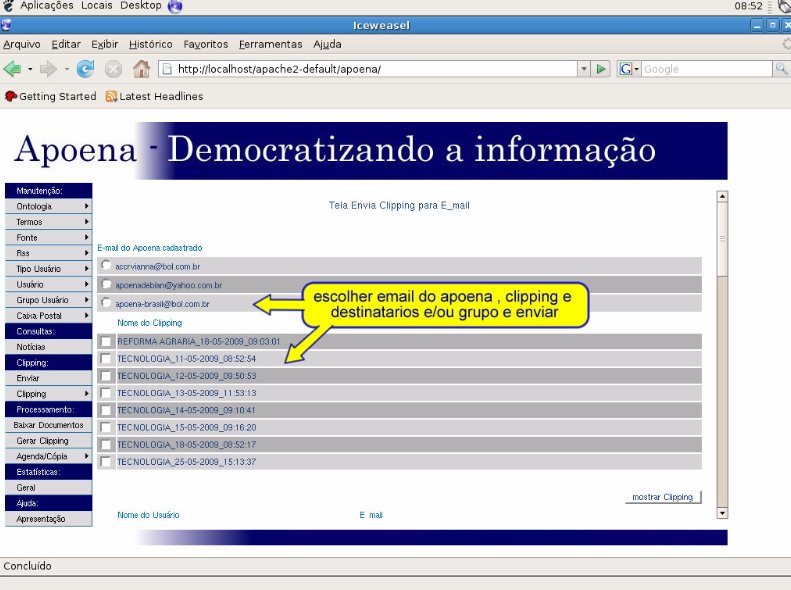 Aplicações Locais Desktop
08:52
Iceweasel
Arquivo Editar Exibir Histórico Favoritos Ferramentas Ajuda
http://localhost/apache2-default/apoena/
G
Google
Getting Started Latest Headlines
Apoena - Democratizando a informação
Manutenção:
Ontologia
Termos
Fonte
Rss
Tipo Usuário
Usuário
Grupo Usuário
Caixa Postal
Consultas:
Notícias
Clipping:
Enviar
Clipping
Processamento:
Baixar Documentos
Gerar Clipping
Agenda/Cópia
Estatísticas:
Geral
Ajuda:
Apresentação
Tela Envia Clipping para E_mail
E-mail do Apoena cadastrado
accrvianna@bol.com.br
apoenadebian@yahoo.com.br
apoena-brasil@bol.com.br
escolher email do apoena , clipping e
destinatarios e/ou grupo e enviar
Nome do Clipping
REFORMA AGRARIA_18-05-2009_09:03:01
TECNOLOGIA_11-05-2009_08:52:54
TECNOLOGIA_12-05-2009_09:50:53
TECNOLOGIA_13-05-2009_11:53:13
TECNOLOGIA_14-05-2009_09:10:41
TECNOLOGIA_15-05-2009_09:16:20
TECNOLOGIA_18-05-2009_08:52:17
TECNOLOGIA_25-05-2009_15:13:37
mostrar Clipping
Nome do Usuário E_mail
Concluído